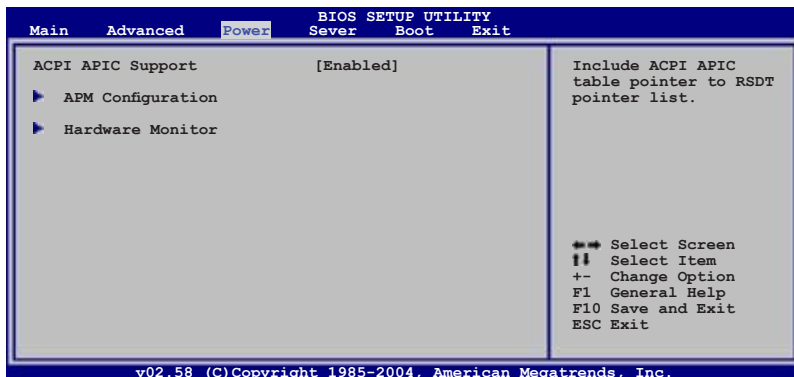 BIOS SETUP UTILITY
Main Advanced Power Sever Boot Exit
ACPI APIC Support [Enabled]
APM Configuration
Hardware Monitor
Include ACPI APIC
table pointer to RSDT
pointer list.
Select Screen
Select Item
+- Change Option
F1 General Help
F10 Save and Exit
ESC Exit
v02.58 (C)Copyright 1985-2004, American Megatrends, Inc.